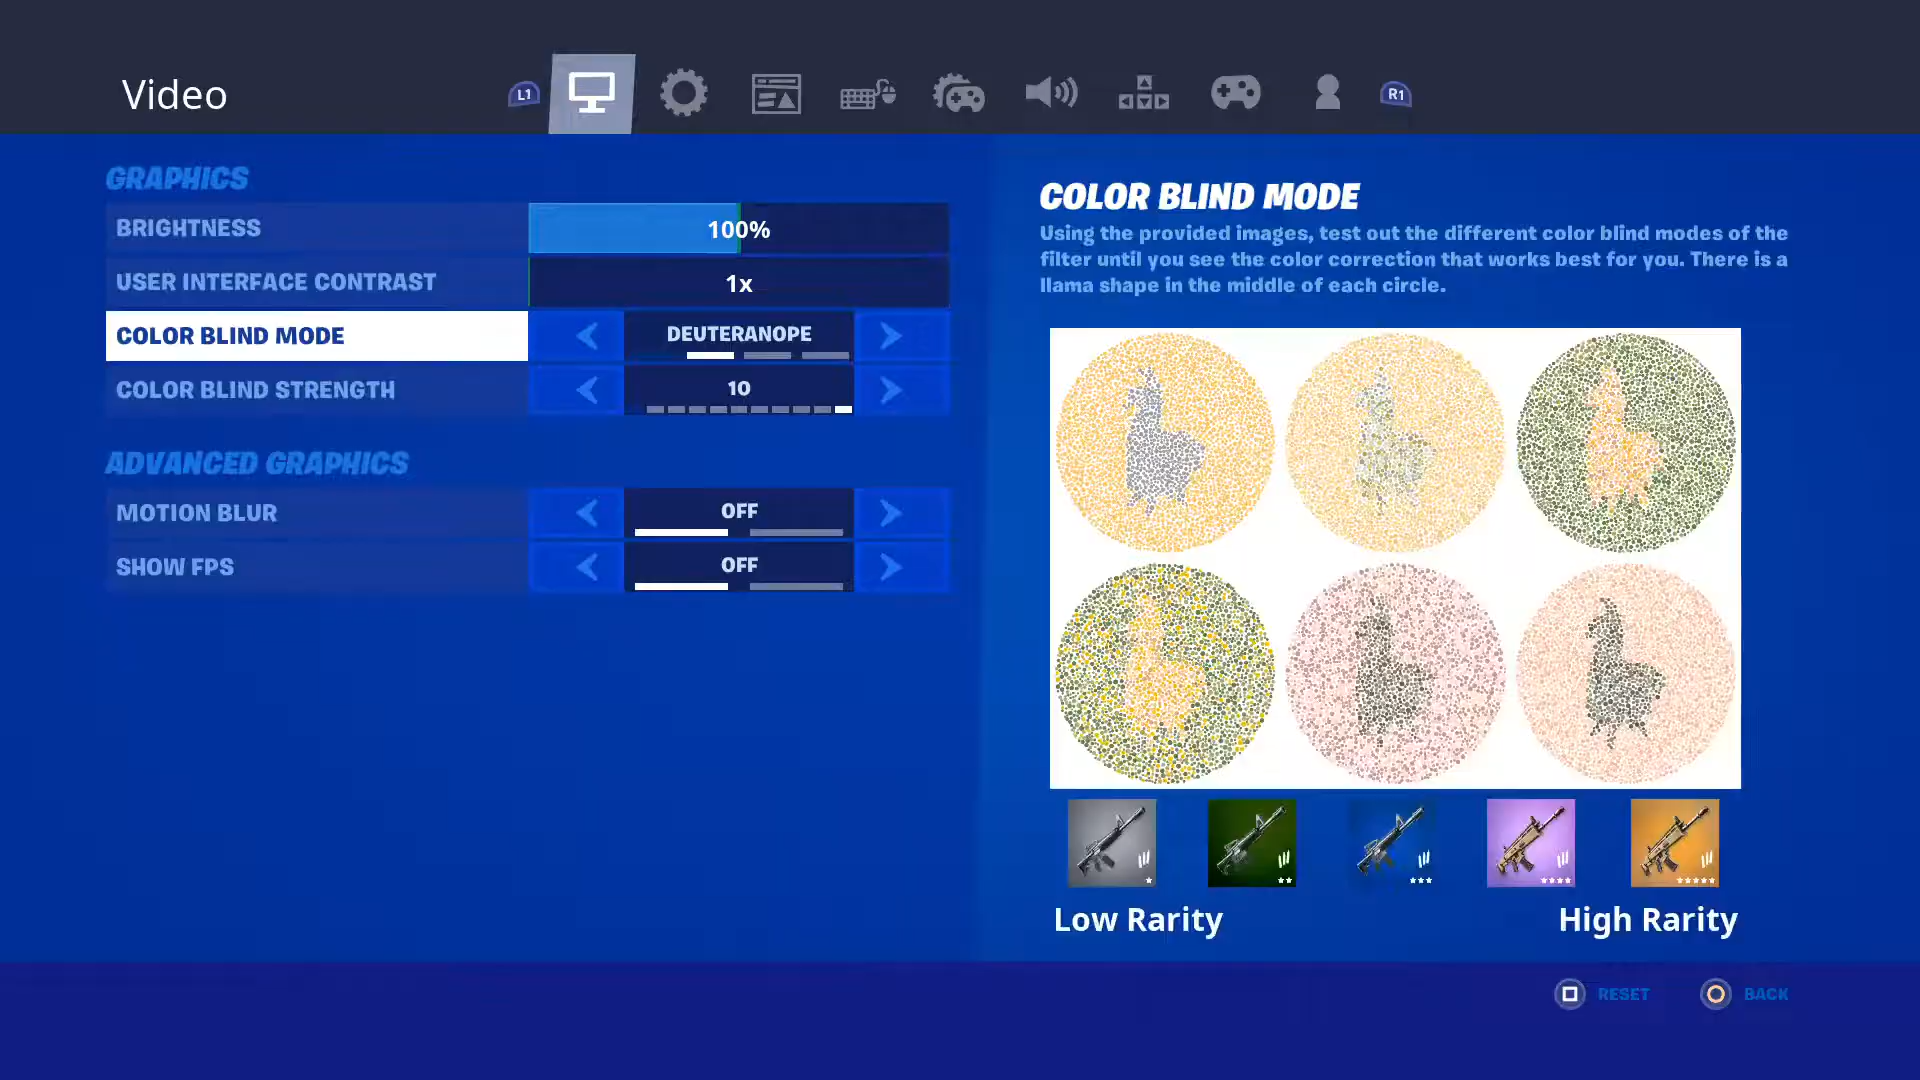 Video
L1
R1
GRAPHICS
BRIGHTNESS
100%
USER INTERFACE CONTRAST
1x
COLOR BLIND MODE
DEUTERANOPE
COLOR BLIND STRENGTH
10
ADVANCED GRAPHICS
MOTION BLUR
OFF
SHOW FPS
OFF
COLOR BLIND MODE
Using the provided images, test out the different color blind modes of the
filter until you see the color correction that works best for you. There is a
llama shape in the middle of each circle.
Low Rarity
High Rarity
RESET
BACK